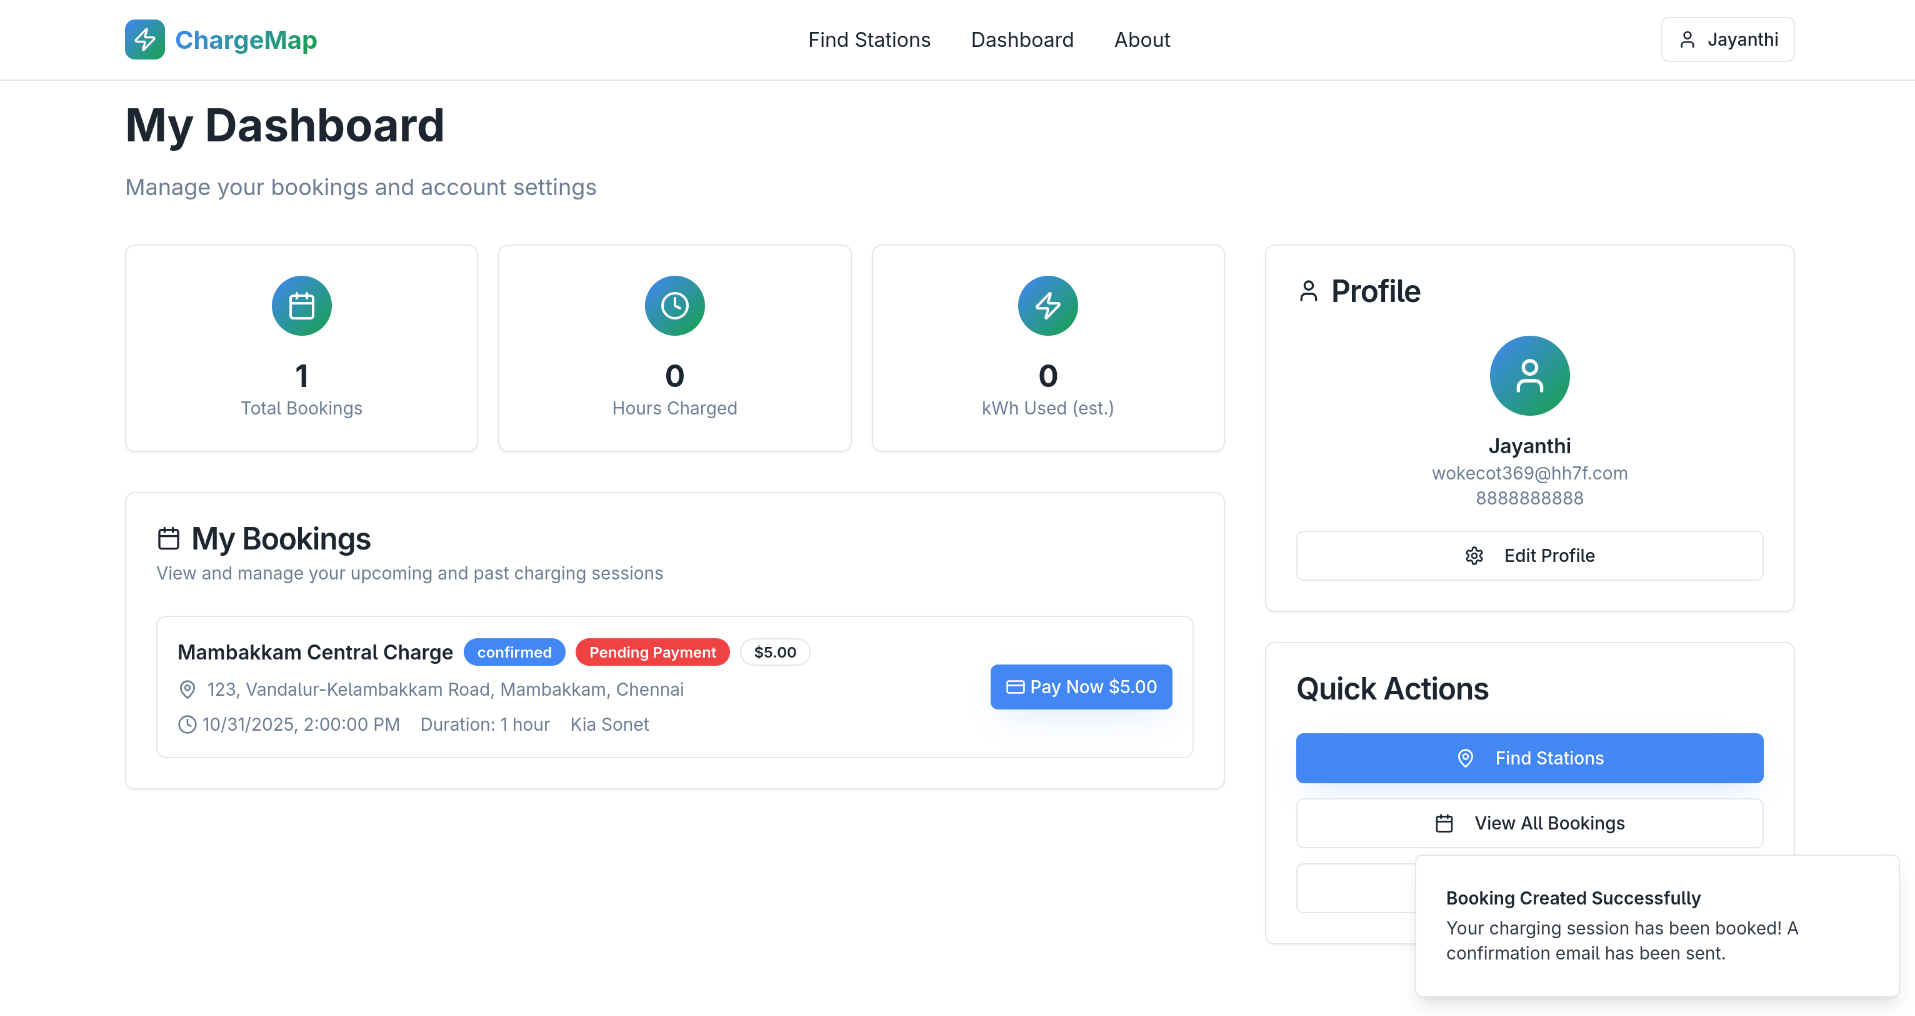 ChargeMap
Find Stations
Dashboard
About
Jayanthi
My Dashboard
Manage your bookings and account settings
1
Total Bookings
0
Hours Charged
0
kWh Used (est.)
My Bookings
View and manage your upcoming and past charging sessions
Mambakkam Central Charge confirmed Pending Payment $5.00
123, Vandalur-Kelambakkam Road, Mambakkam, Chennai
10/31/2025, 2:00:00 PM Duration: 1 hour Kia Sonet
Pay Now $5.00
Profile
Jayanthi
wokecot369@hh7f.com
8888888888
Edit Profile
Quick Actions
Find Stations
View All Bookings
Booking Created Successfully
Your charging session has been booked! A
confirmation email has been sent.